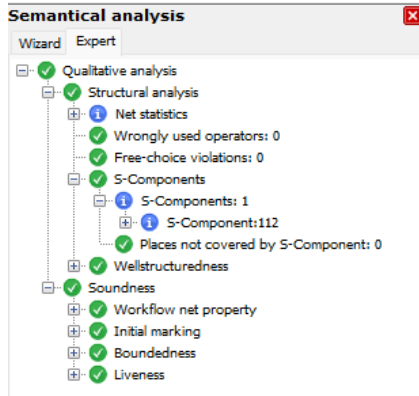 Semantical analysis
Wizard Expert
Qualitative analysis
Structural analysis
Net statistics
Wrongly used operators: 0
Free-choice violations: 0
S-Components
S-Components: 1
S-Component:112
Places not covered by S-Component: 0
Wellstructuredness
Soundness
Workflow net property
Initial marking
Boundedness
Liveness